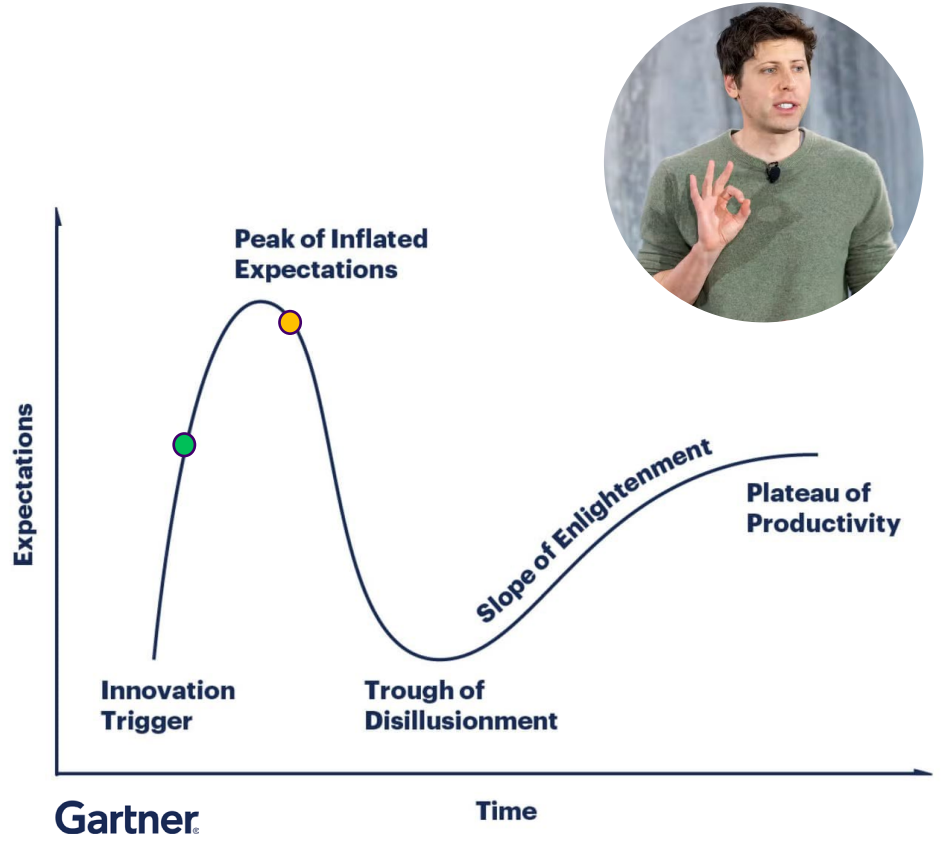 Peak of Inflated
Expectations
Expectations
Slope of Enlightenment
Plateau of
Productivity
Innovation
Trigger
Trough of
Disillusionment
Time
Gartner®